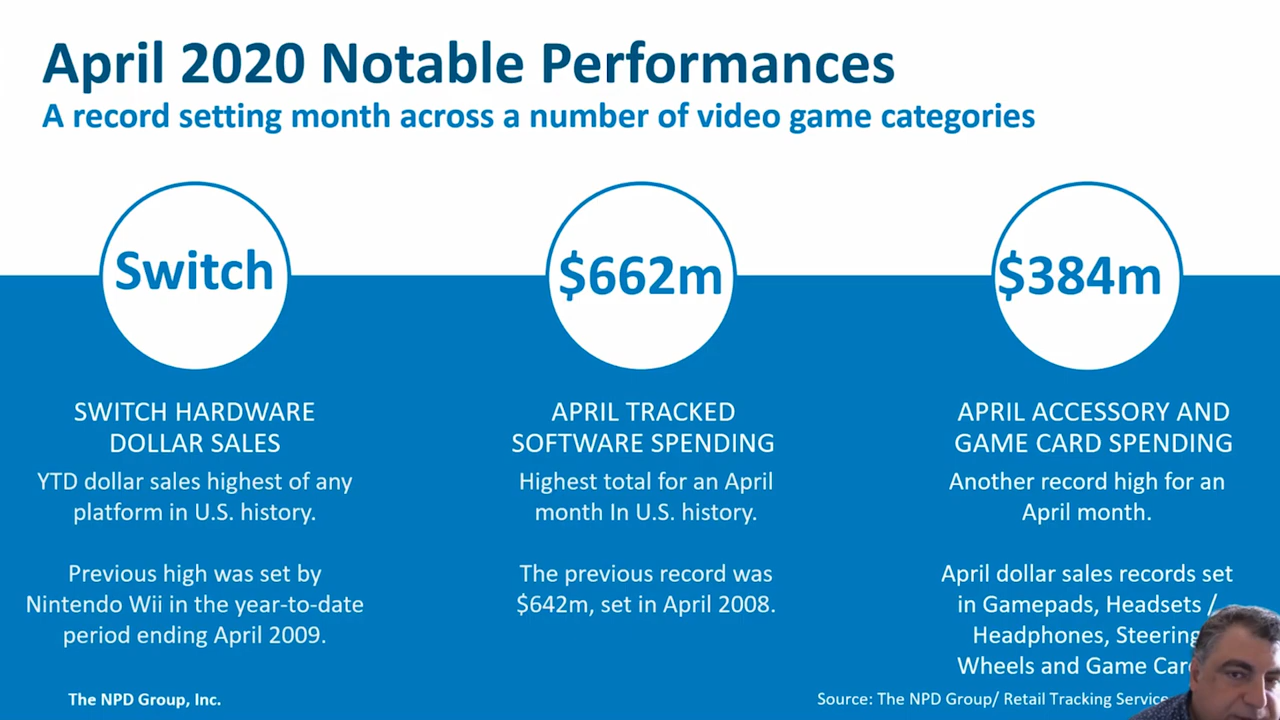 April 2020 Notable Performances
A record setting month across a number of video game categories
Switch
SWITCH HARDWARE
DOLLAR SALES
YTD dollar sales highest of any
platform in U.S. history.
Previous high was set by
Nintendo Wii in the year-to-date
period ending April 2009.
$662m
APRIL TRACKED
SOFTWARE SPENDING
Highest total for an April
month In U.S. history.
The previous record was
$642m, set in April 2008.
$384m
APRIL ACCESSORY AND
GAME CARD SPENDING
Another record high for an
April month.
April dollar sales records set
in Gamepads, Headsets /
Headphones, Steering
Wheels and Game
The NPD Group, Inc.
Source: The NPD Group/ Retail Tracking Service